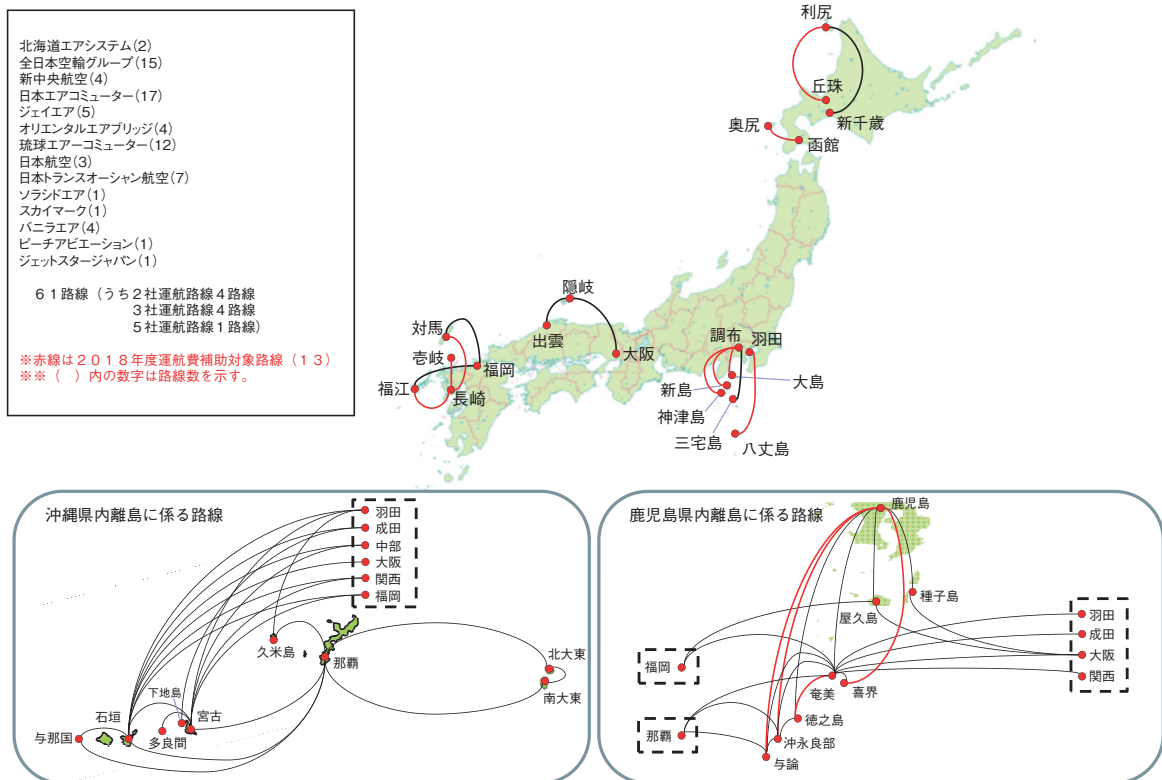 北海道エアシステム(2)
全日本空輸グループ(15)
新中央航空(4)
日本エアコミューター(17)
ジェイエア(5)
オリエンタルエアブリッジ(4)
琉球エアーコミューター(12)
日本航空(3)
日本トランスオーシャン航空(7)
ソラシドエア(1)
スカイマーク(1)
バニラエア(4)
ピーチアビエーション(1)
ジェットスタージャパン(1)
６１路線（うち２社運航路線４路線
３社運航路線４路線
５社運航路線１路線）
※赤線は２０１８年度運航費補助対象路線（１３）
※※（　）内の数字は路線数を示す。
利尻
丘珠
新千歳
奥尻
函館
隠岐
出雲
大阪
対馬
壱岐
福岡
福江
長崎
調布
羽田
大島
新島
神津島
三宅島
八丈島
沖縄県内離島に係る路線
羽田
成田
中部
大阪
関西
福岡
久米島
那覇
北大東
南大東
下地島
石垣
宮古
多良間
与那国
鹿児島県内離島に係る路線
鹿児島
種子島
屋久島
羽田
成田
大阪
関西
福岡
奄美
喜界
徳之島
那覇
沖永良部
与論